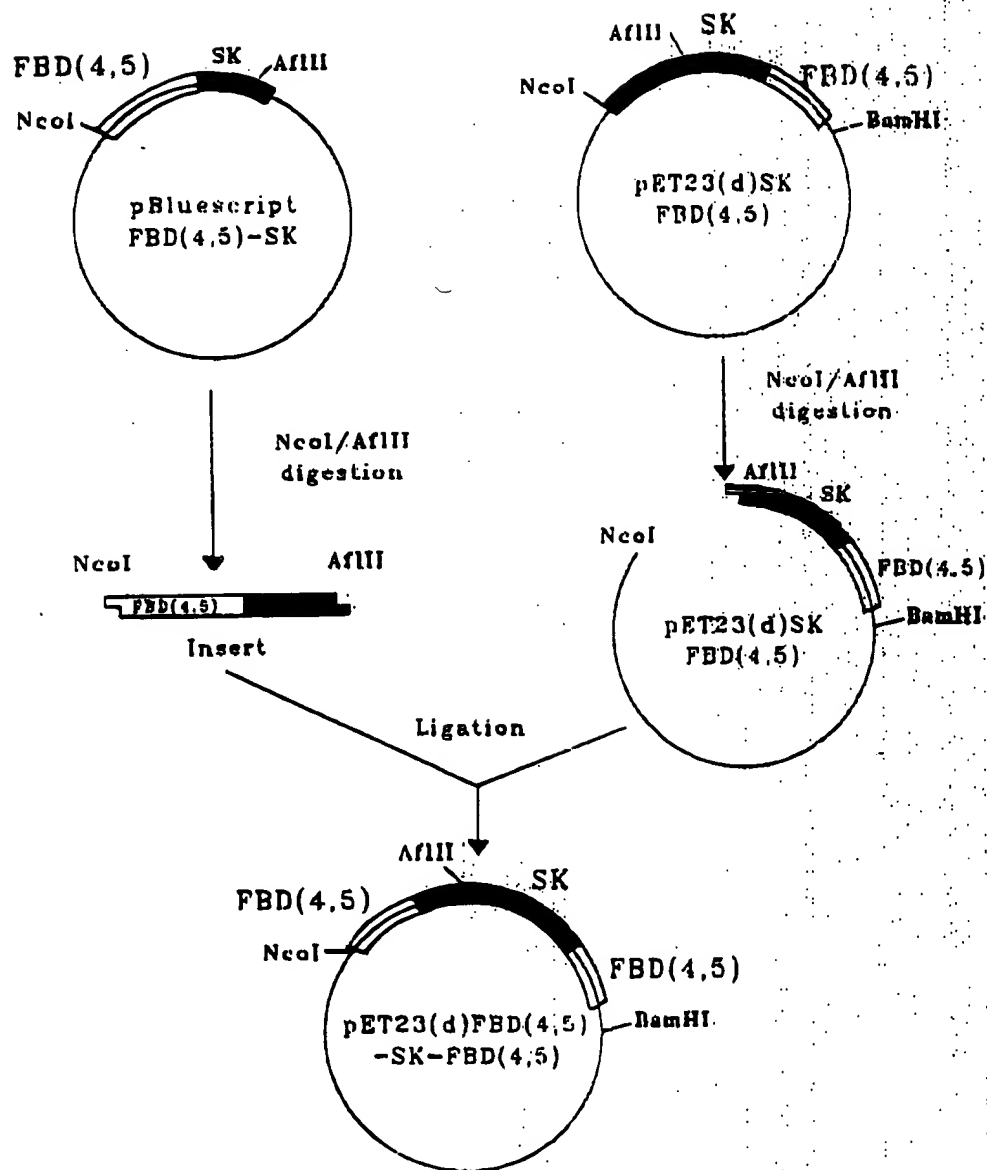 FBD(4,5)
SK
AflII
NcoI
pBluescript
FBD(4,5)-SK
AflII
SK
FBD(4,5)
NcoI
BamHI
pET23(d)SK
FBD(4,5)
NcoI/AflII
digestion
NcoI/AflII
digestion
NcoI
AflII
FBD(4,5)
Insert
AflII
SK
NcoI
FBD(4,5)
BamHI
pET23(d)SK
FBD(4,5)
Ligation
AflII
SK
FBD(4,5)
NcoI
FBD(4,5)
BamHI
pET23(d)FBD(4,5)
-SK-FBD(4,5)